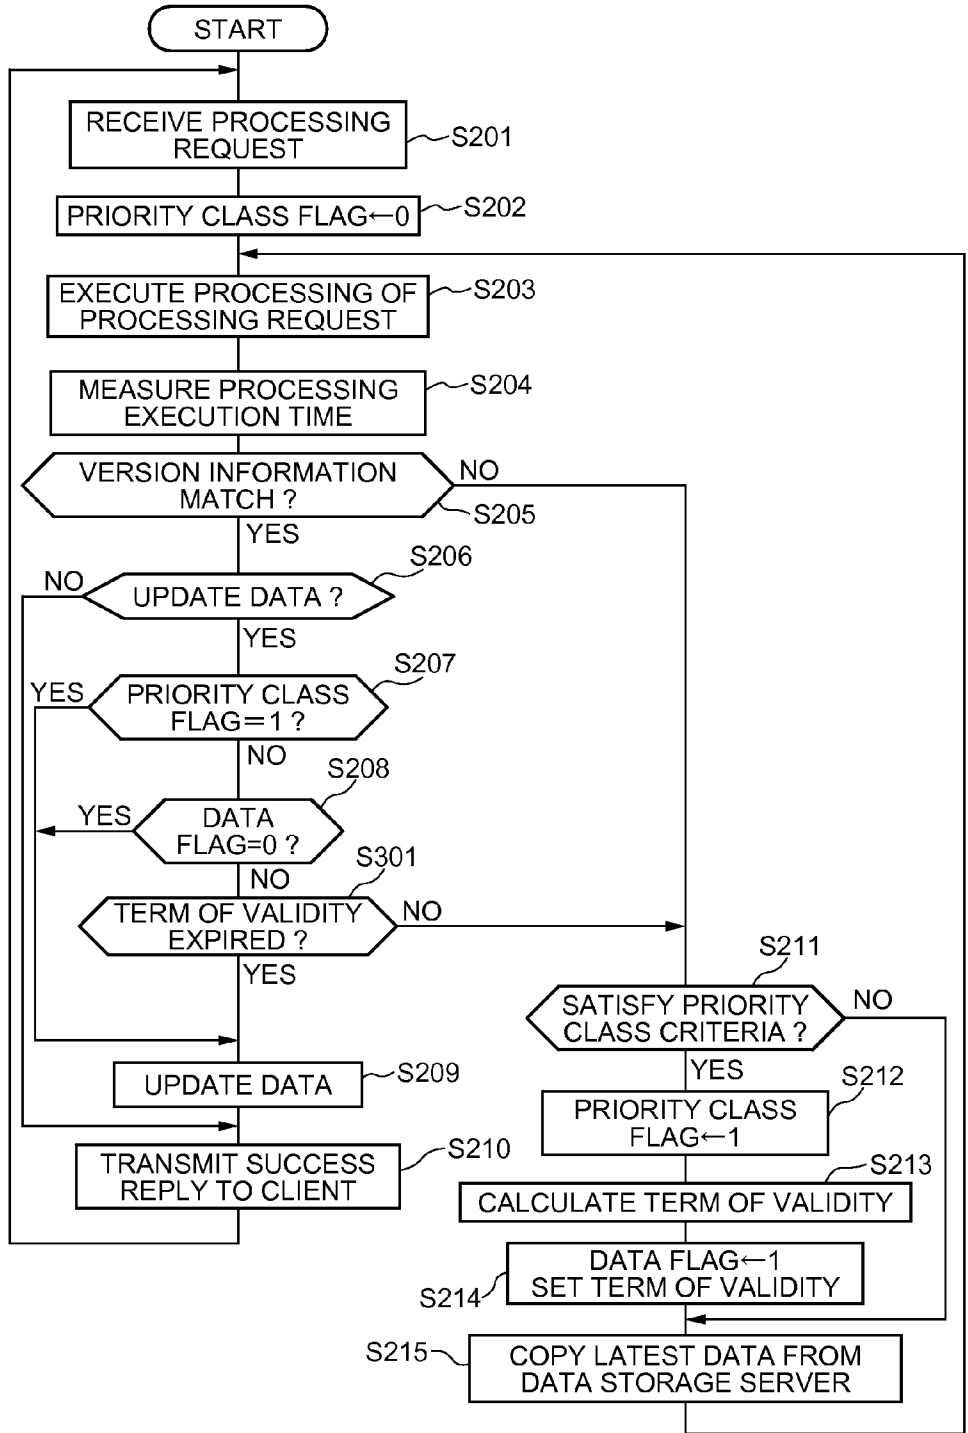 START
RECEIVE PROCESSING
REQUEST
S201
PRIORITY CLASS FLAG←0
S202
EXECUTE PROCESSING OF
PROCESSING REQUEST
S203
MEASURE PROCESSING
EXECUTION TIME
S204
VERSION INFORMATION
MATCH ?
NO
S205
YES
S206
NO
UPDATE DATA ?
YES
S207
YES
PRIORITY CLASS
FLAG=1 ?
NO
S208
YES
DATA
FLAG=0 ?
NO
S301
TERM OF VALIDITY
EXPIRED ?
NO
YES
UPDATE DATA
S209
TRANSMIT SUCCESS
REPLY TO CLIENT
S210
S211
SATISFY PRIORITY
CLASS CRITERIA ?
NO
YES
S212
PRIORITY CLASS
FLAG←1
S213
CALCULATE TERM OF VALIDITY
DATA FLAG←1
SET TERM OF VALIDITY
S214
S215
COPY LATEST DATA FROM
DATA STORAGE SERVER